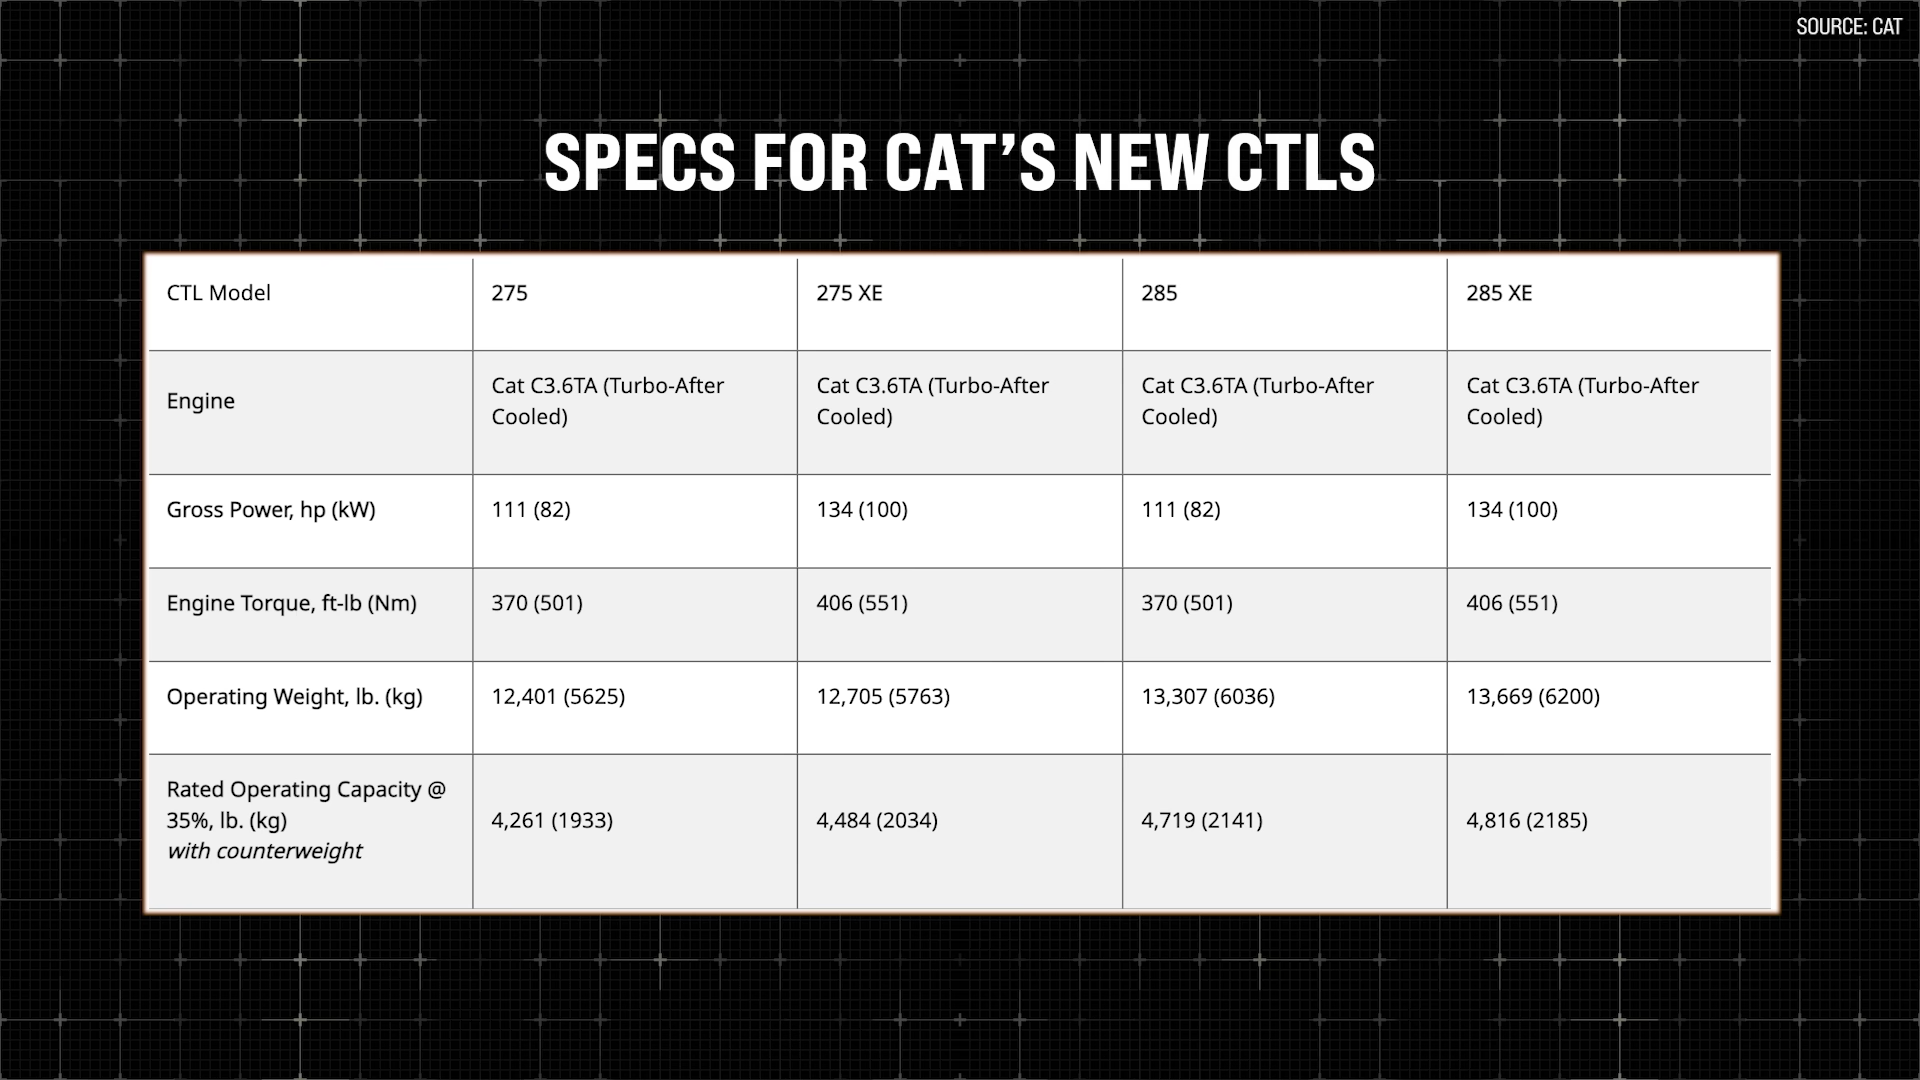 SOURCE: CAT
SPECS FOR CAT’S NEW CTLS
CTL Model 275 275 XE 285 285 XE
Engine Cat C3.6TA (Turbo-After Cooled) Cat C3.6TA (Turbo-After Cooled) Cat C3.6TA (Turbo-After Cooled) Cat C3.6TA (Turbo-After Cooled)
Gross Power, hp (kW) 111 (82) 134 (100) 111 (82) 134 (100)
Engine Torque, ft-lb (Nm) 370 (501) 406 (551) 370 (501) 406 (551)
Operating Weight, lb. (kg) 12,401 (5625) 12,705 (5763) 13,307 (6036) 13,669 (6200)
Rated Operating Capacity @
35%, lb. (kg) 4,261 (1933) 4,484 (2034) 4,719 (2141) 4,816 (2185)
with counterweight